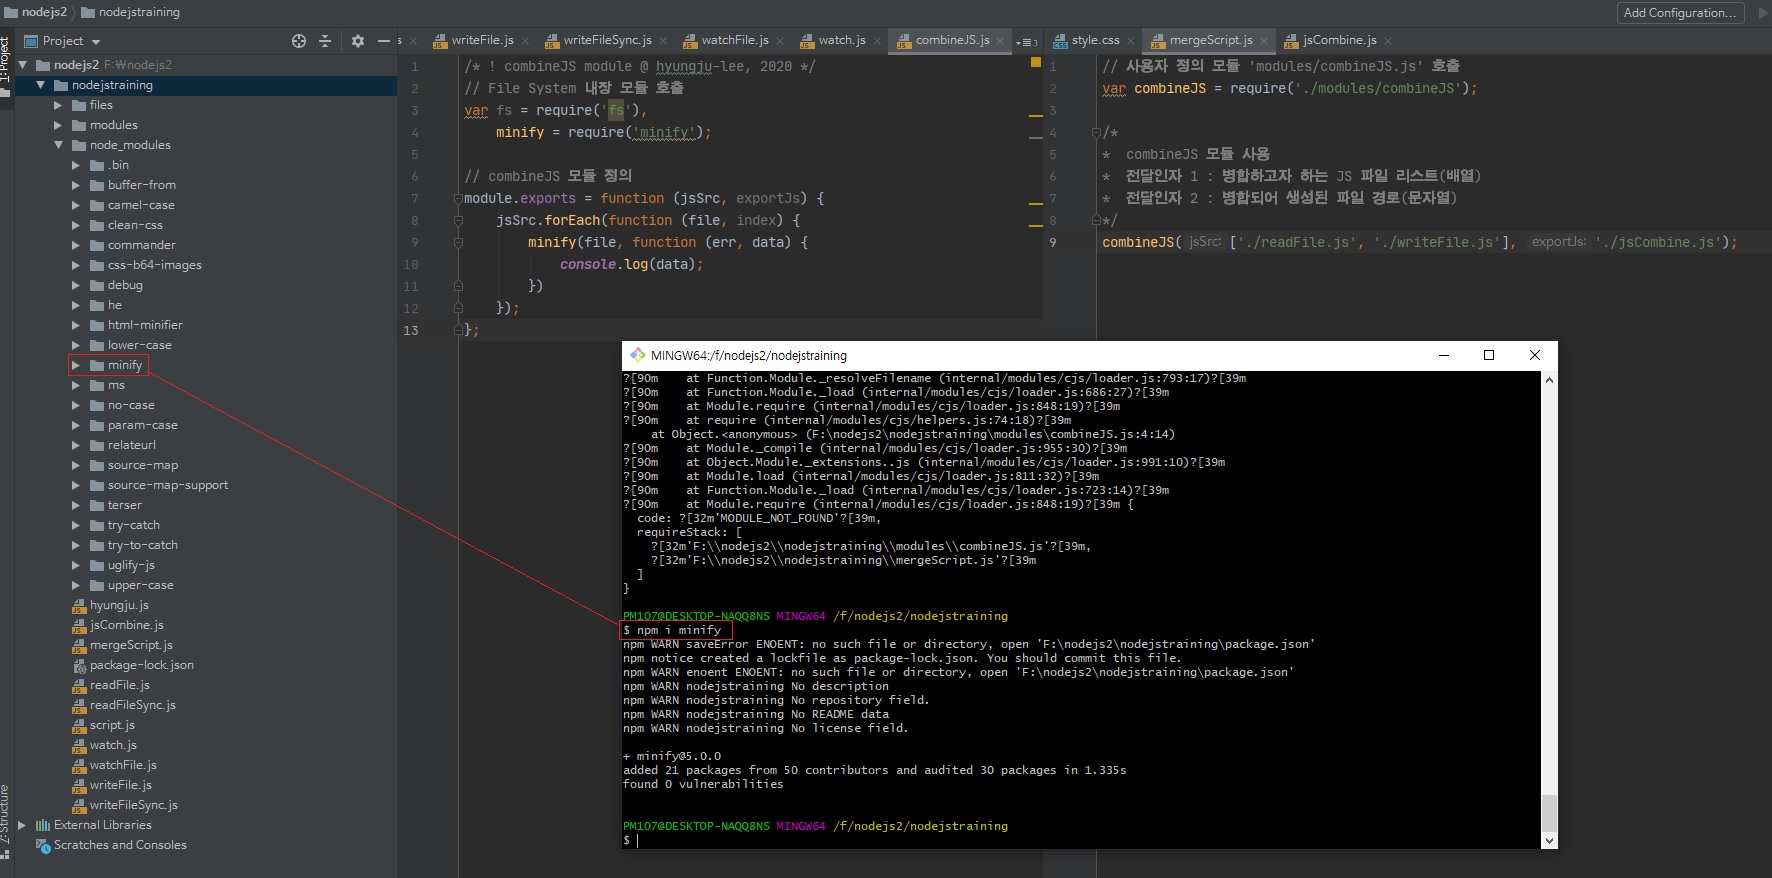 nodejs2 nodejstraining
Add Configuration...
1: Project
Project
nodejs2 F:\nodejs2
nodejstraining
files
modules
node_modules
.bin
buffer-from
camel-case
clean-css
commander
css-b64-images
debug
he
html-minifier
lower-case
minify
ms
no-case
param-case
relateurl
source-map
source-map-support
terser
try-catch
try-to-catch
uglify-js
upper-case
hyungju.js
jsCombine.js
mergeScript.js
package-lock.json
readFile.js
readFileSync.js
script.js
watch.js
watchFile.js
writeFile.js
writeFileSync.js
External Libraries
Scratches and Consoles
7: Structure
s writeFile.js writeFileSync.js watchFile.js watch.js combineJS.js
1 /* ! combineJS module @ hyungju-lee, 2020 */
2 // File System 내장 모듈 호출
3 var fs = require('fs'),
4 minify = require('minify');
5
6 // combineJS 모듈 정의
7 module.exports = function (jsSrc, exportJs) {
8 jsSrc.forEach(function (file, index) {
9 minify(file, function (err, data) {
10 console.log(data);
11 })
12 });
13 };
style.css mergeScript.js jsCombine.js
1 // 사용자 정의 모듈 'modules/combineJS.js' 호출
2 var combineJS = require('./modules/combineJS');
3
4 /*
5 * combineJS 모듈 사용
6 * 전달인자 1 : 병합하고자 하는 JS 파일 리스트(배열)
7 * 전달인자 2 : 병합되어 생성된 파일 경로(문자열)
8 */
9 combineJS( jsSrc: ['./readFile.js', './writeFile.js'], exportJs: './jsCombine.js');
MINGW64:/f/nodejs2/nodejstraining
?[90m    at Function.Module._resolveFilename (internal/modules/cjs/loader.js:793:17)?[39m
?[90m    at Function.Module._load (internal/modules/cjs/loader.js:686:27)?[39m
?[90m    at Module.require (internal/modules/cjs/loader.js:848:19)?[39m
?[90m    at require (internal/modules/cjs/helpers.js:74:18)?[39m
    at Object.<anonymous> (F:\nodejs2\nodejstraining\modules\combineJS.js:4:14)
?[90m    at Module._compile (internal/modules/cjs/loader.js:955:30)?[39m
?[90m    at Object.Module._extensions..js (internal/modules/cjs/loader.js:991:10)?[39m
?[90m    at Module.load (internal/modules/cjs/loader.js:811:32)?[39m
?[90m    at Function.Module._load (internal/modules/cjs/loader.js:723:14)?[39m
?[90m    at Module.require (internal/modules/cjs/loader.js:848:19)?[39m {
  code: ?[32m'MODULE_NOT_FOUND'?[39m,
  requireStack: [
    ?[32m'F:\\nodejs2\\nodejstraining\\modules\\combineJS.js'?[39m,
    ?[32m'F:\\nodejs2\\nodejstraining\\mergeScript.js'?[39m
  ]
}
PM107@DESKTOP-NAQQ8NS MINGW64 /f/nodejs2/nodejstraining
$ npm i minify
npm WARN saveError ENOENT: no such file or directory, open 'F:\nodejs2\nodejstraining\package.json'
npm notice created a lockfile as package-lock.json. You should commit this file.
npm WARN enoent ENOENT: no such file or directory, open 'F:\nodejs2\nodejstraining\package.json'
npm WARN nodejstraining No description
npm WARN nodejstraining No repository field.
npm WARN nodejstraining No README data
npm WARN nodejstraining No license field.
+ minify@5.0.0
added 21 packages from 50 contributors and audited 30 packages in 1.335s
found 0 vulnerabilities
PM107@DESKTOP-NAQQ8NS MINGW64 /f/nodejs2/nodejstraining
$